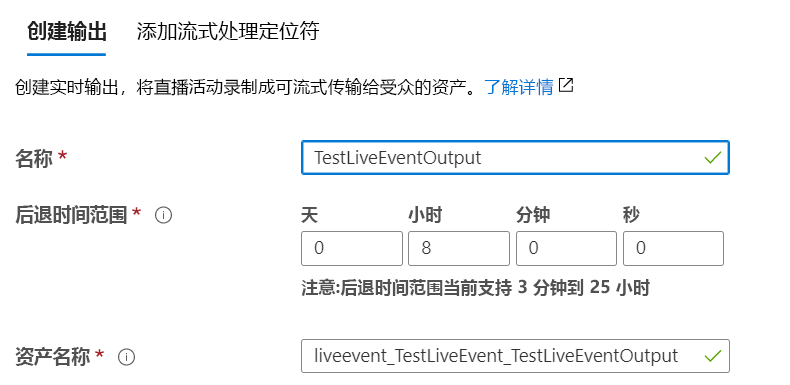 创建输出 添加流式处理定位符
创建实时输出，将直播活动录制成可流式传输给受众的资产。了解详情
名称 * TestLiveEventOutput
后退时间范围 * 天 小时 分钟 秒
0 8 0 0
注意:后退时间范围当前支持 3 分钟到 25 小时
资产名称 * liveevent_TestLiveEvent_TestLiveEventOutput